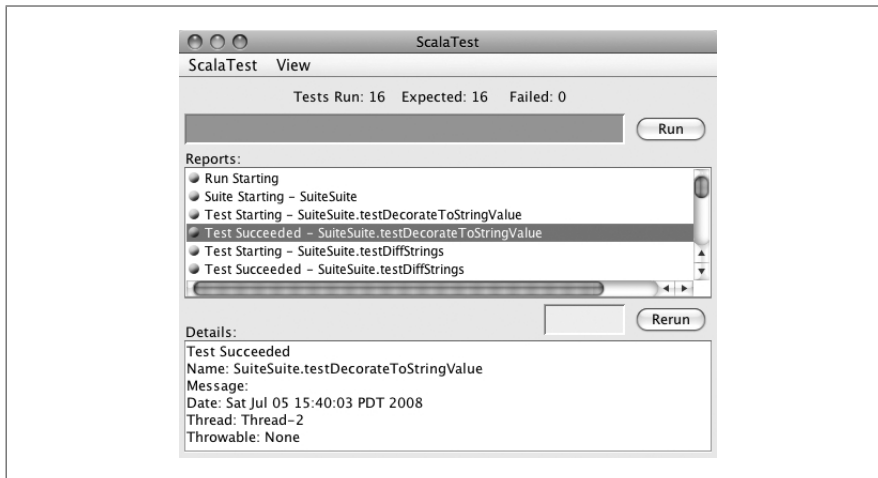 ScalaTest
ScalaTest View
Tests Run: 16 Expected: 16 Failed: 0
Run
Reports:
Run Starting
Suite Starting – SuiteSuite
Test Starting – SuiteSuite.testDecorateToStringValue
Test Succeeded – SuiteSuite.testDecorateToStringValue
Test Starting – SuiteSuite.testDiffStrings
Test Succeeded – SuiteSuite.testDiffStrings
Rerun
Details:
Test Succeeded
Name: SuiteSuite.testDecorateToStringValue
Message:
Date: Sat Jul 05 15:40:03 PDT 2008
Thread: Thread-2
Throwable: None